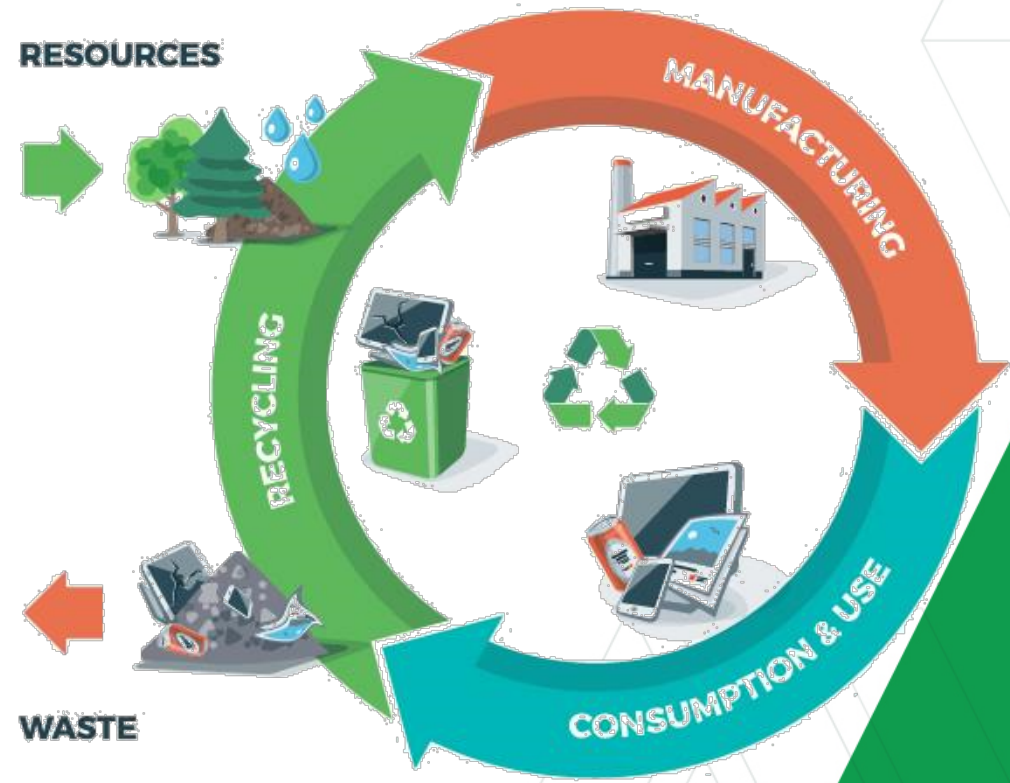 RESOURCES
MANUFACTURING
RECYCLING
CONSUMPTION & USE
WASTE